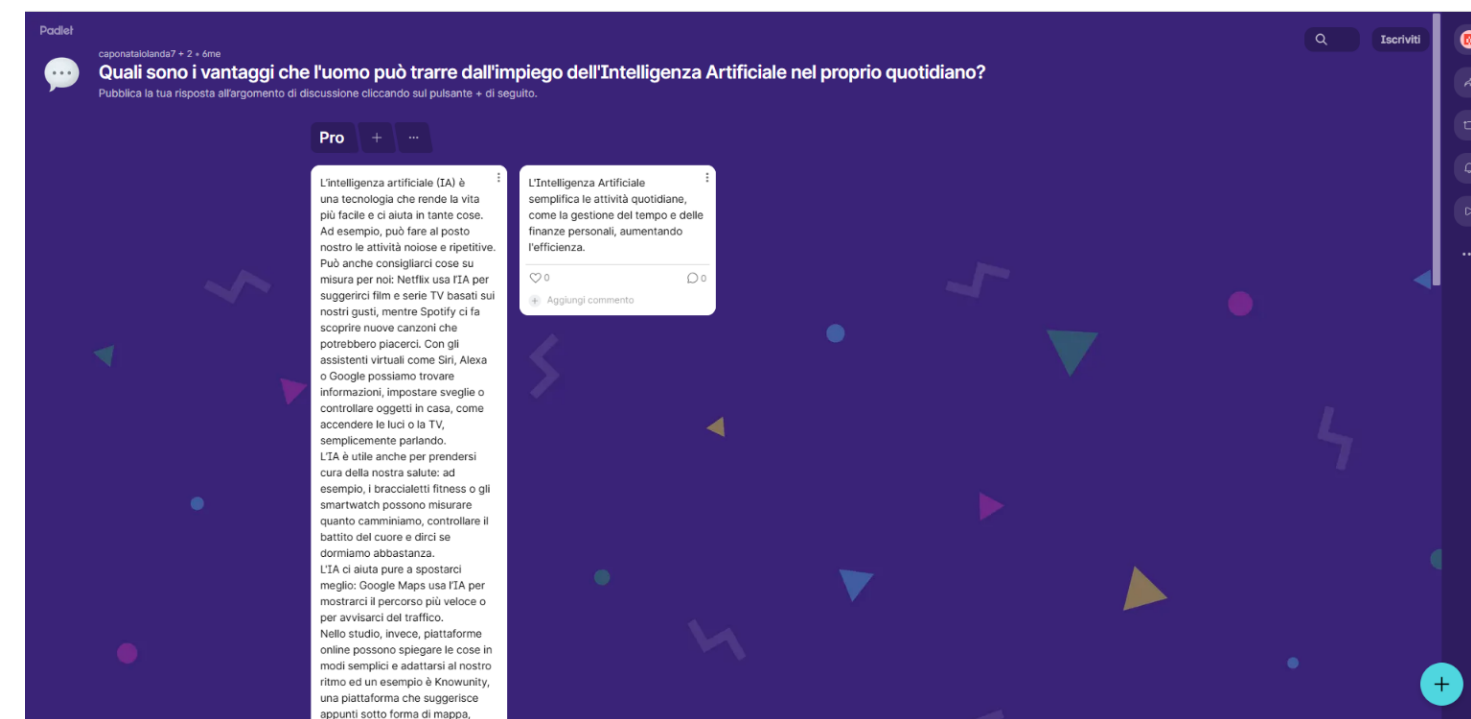 Padlet
caponataiolanda7 + 2 • 6me
Quali sono i vantaggi che l'uomo può trarre dall'impiego dell'Intelligenza Artificiale nel proprio quotidiano?
Pubblica la tua risposta all'argomento di discussione cliccando sul pulsante + di seguito.
Iscriviti
Pro
L'intelligenza artificiale (IA) è
una tecnologia che rende la vita
più facile e ci aiuta in tante cose.
Ad esempio, può fare al posto
nostro le attività noiose e ripetitive.
Può anche consigliarci cose su
misura per noi: Netflix usa l'IA per
suggerirci film e serie TV basati sui
nostri gusti, mentre Spotify ci fa
scoprire nuove canzoni che
potrebbero piacerci. Con gli
assistenti virtuali come Siri, Alexa
o Google possiamo trovare
informazioni, impostare sveglie o
controllare oggetti in casa, come
accendere le luci o la TV,
semplicemente parlando.
L'IA è utile anche per prendersi
cura della nostra salute: ad
esempio, i braccialetti fitness o gli
smartwatch possono misurare
quanto camminiamo, controllare il
battito del cuore e dirci se
dormiamo abbastanza.
L'IA ci aiuta pure a spostarci
meglio: Google Maps usa l'IA per
mostrarci il percorso più veloce o
per avvisarci del traffico.
Nello studio, invece, piattaforme
online possono spiegare le cose in
modi semplici e adattarsi al nostro
ritmo ed un esempio è Knowunity,
una piattaforma che suggerisce
appunti sotto forma di mappa,
L'Intelligenza Artificiale
semplifica le attività quotidiane,
come la gestione del tempo e delle
finanze personali, aumentando
l'efficienza.
0
0
Aggiungi commento